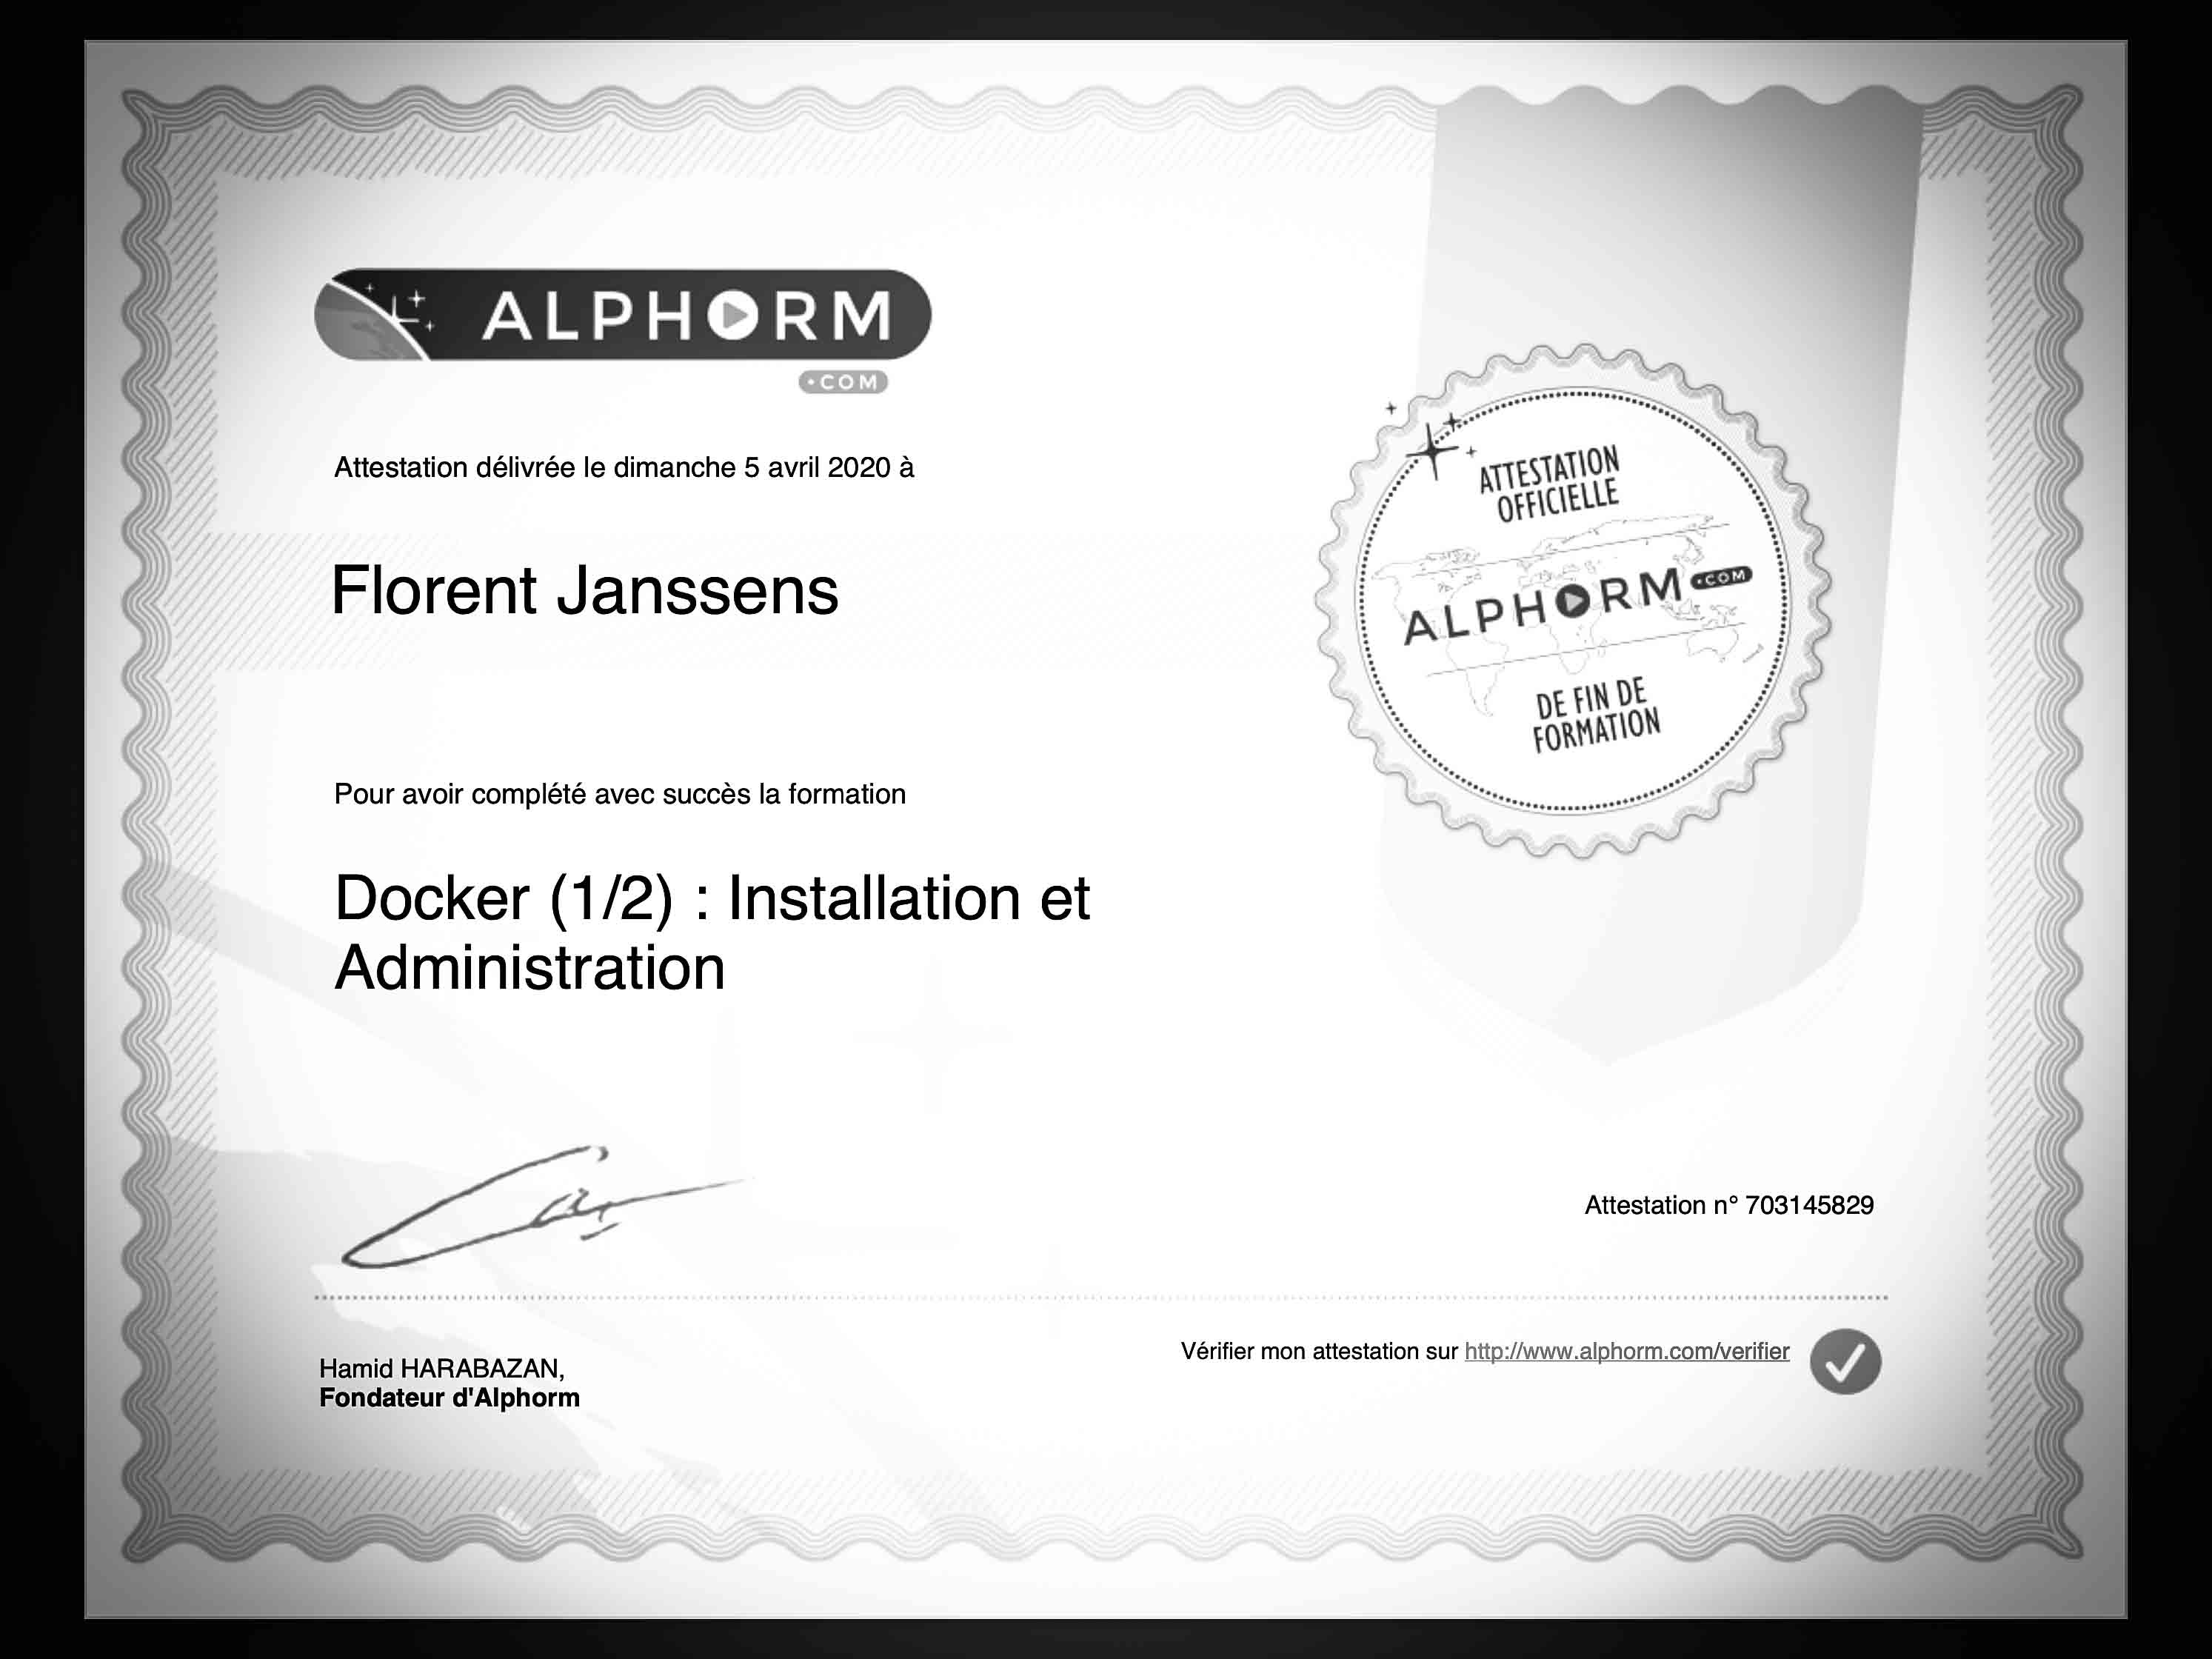 ALPHORM
•COM
Attestation délivrée le dimanche 5 avril 2020 à
Florent Janssens
Pour avoir complété avec succès la formation
Docker (1/2) : Installation et
Administration
ATTESTATION
OFFICIELLE
ALPHORM •COM
DE FIN DE
FORMATION
Attestation n° 703145829
Vérifier mon attestation sur http://www.alphorm.com/verifier
Hamid HARABAZAN,
Fondateur d'Alphorm